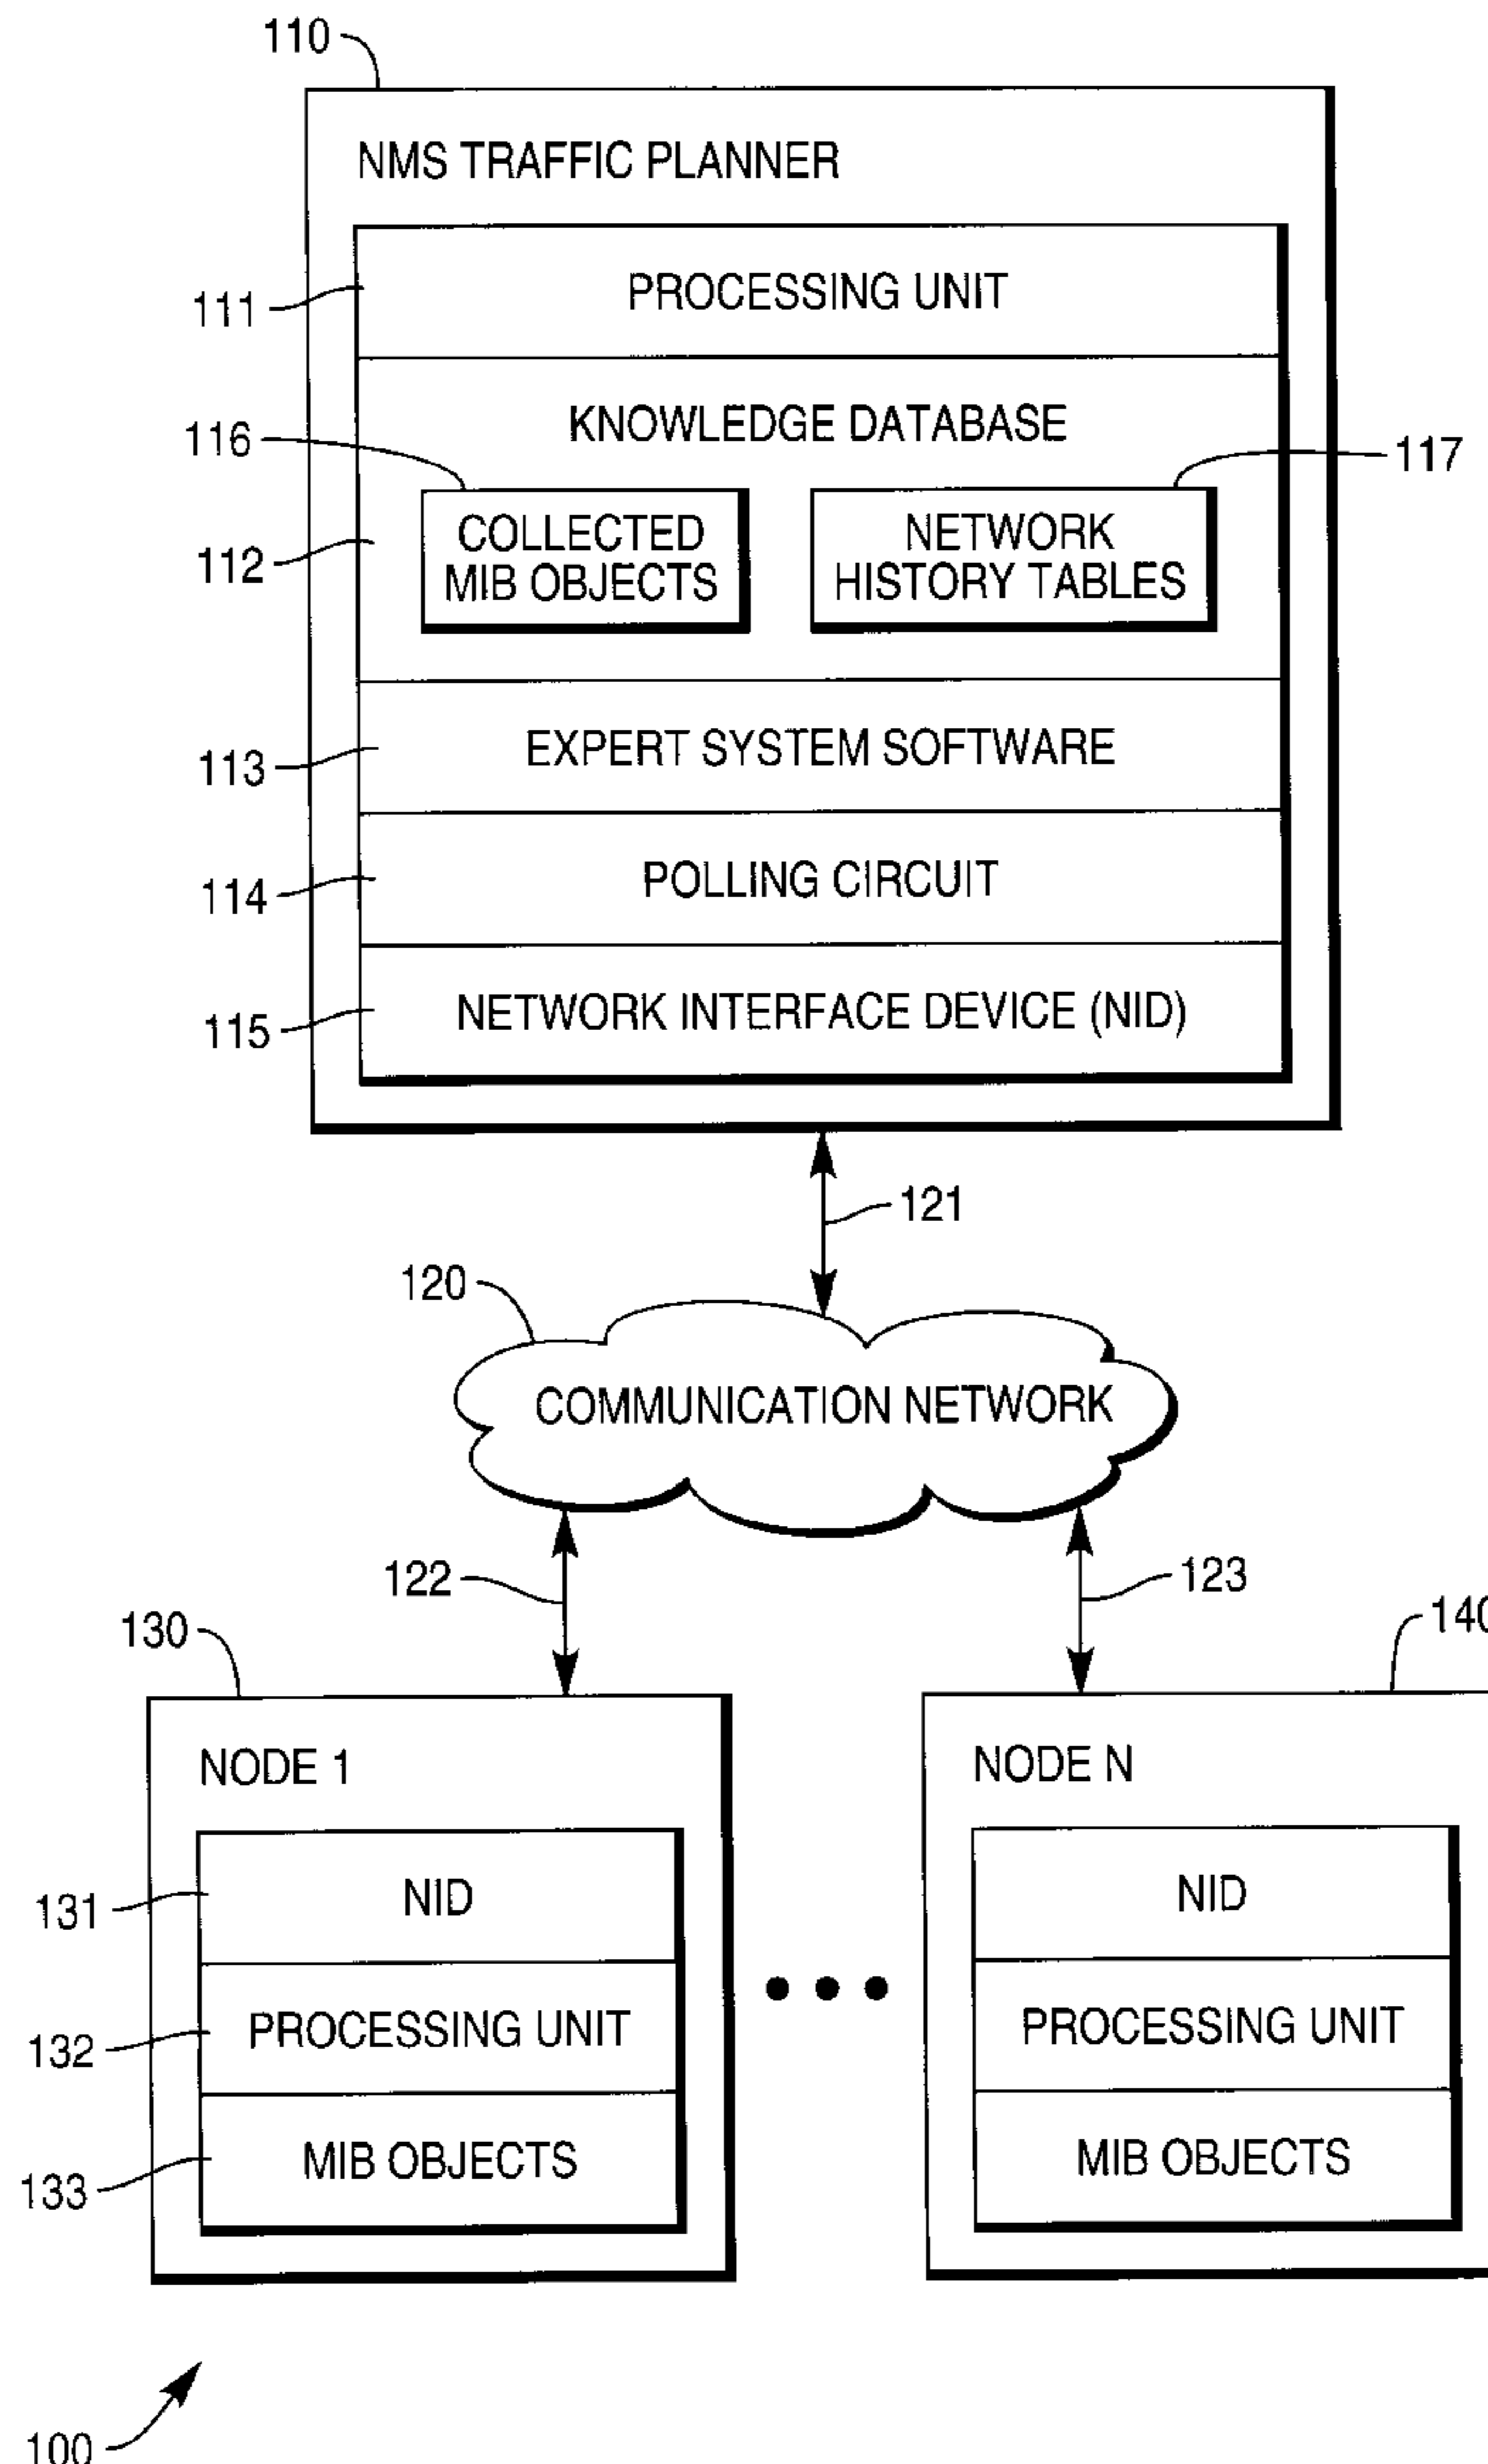 110
NMS TRAFFIC PLANNER
111
PROCESSING UNIT
KNOWLEDGE DATABASE
116
117
COLLECTED
MIB OBJECTS
NETWORK
HISTORY TABLES
112
113
EXPERT SYSTEM SOFTWARE
114
POLLING CIRCUIT
115
NETWORK INTERFACE DEVICE (NID)
121
120
COMMUNICATION NETWORK
122
123
130
140
NODE 1
NODE N
131
NID
NID
132
PROCESSING UNIT
PROCESSING UNIT
133
MIB OBJECTS
MIB OBJECTS
100